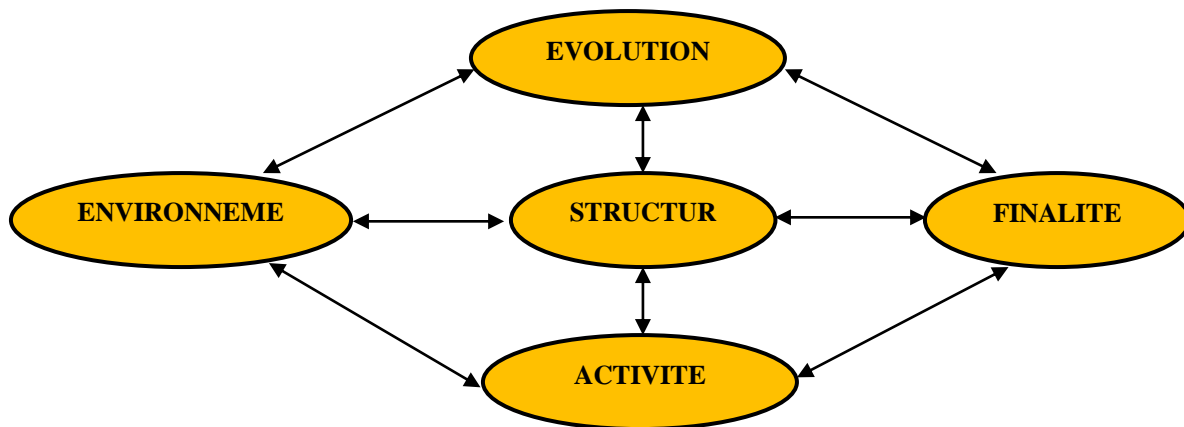 EVOLUTION
ENVIRONNEME
STRUCTUR
FINALITE
ACTIVITE